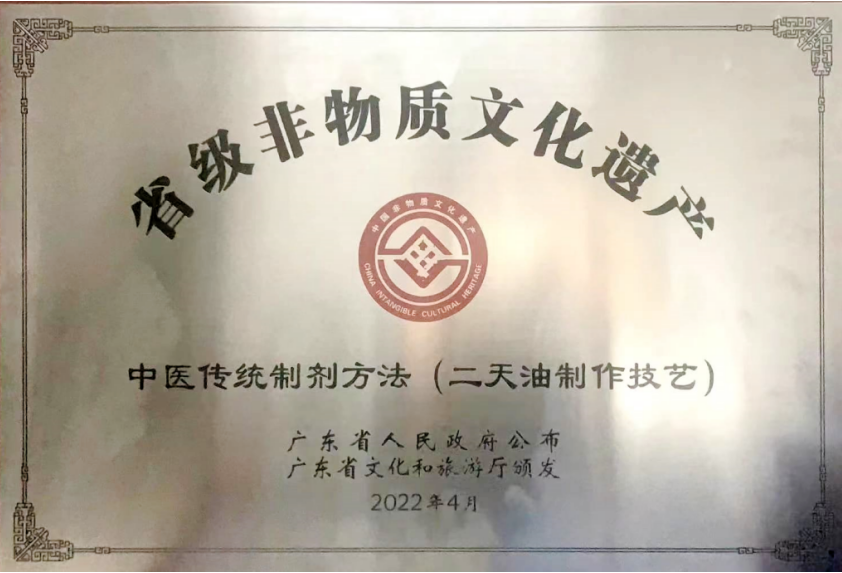 省级非物质文化遗产
中国非物质文化遗产
CHINA INTANGIBLE CULTURAL HERITAGE
中医传统制剂方法（二天油制作技艺）
广东省人民政府公布
广东省文化和旅游厅颁发
2022年4月